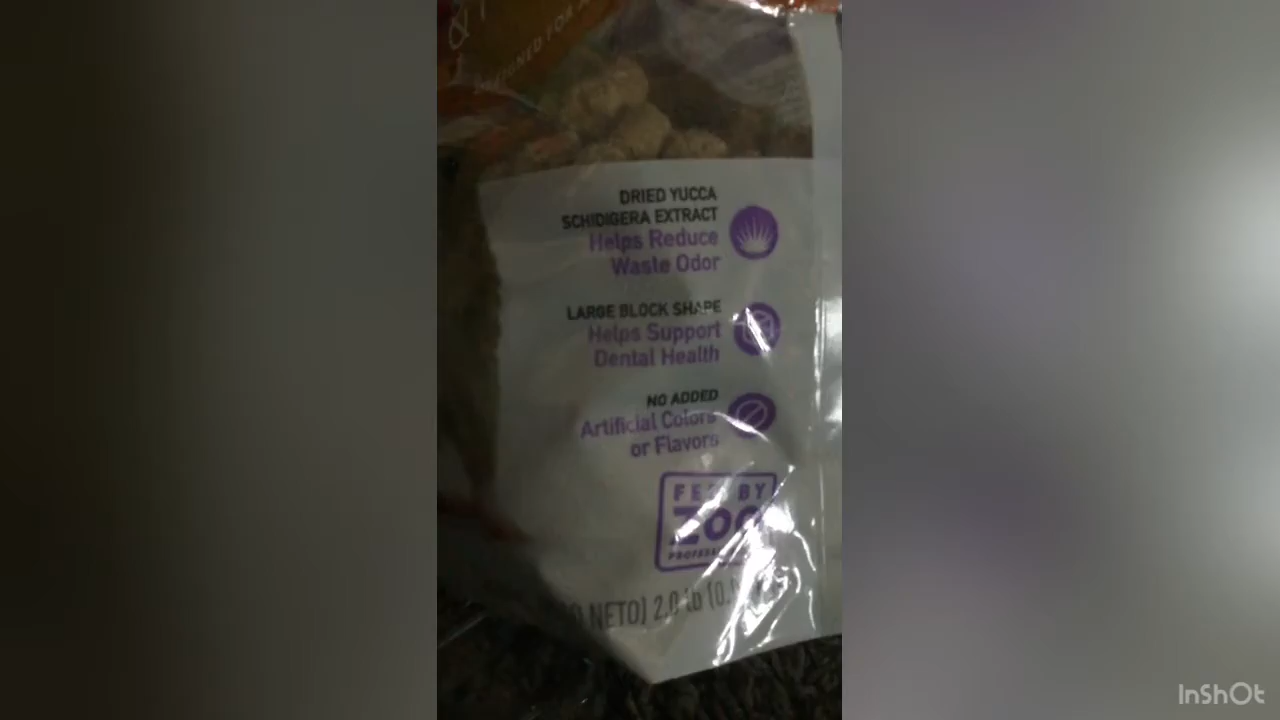 DRIED YUCCA
SCHIDIGERA EXTRACT
Helps Reduce
Waste Odor
LARGE BLOCK SHAPE
Helps Support
Dental Health
NO ADDED
Artificial Colors
or Flavors
FED BY
ZOO
NETO) 2.0 lb
InShOt